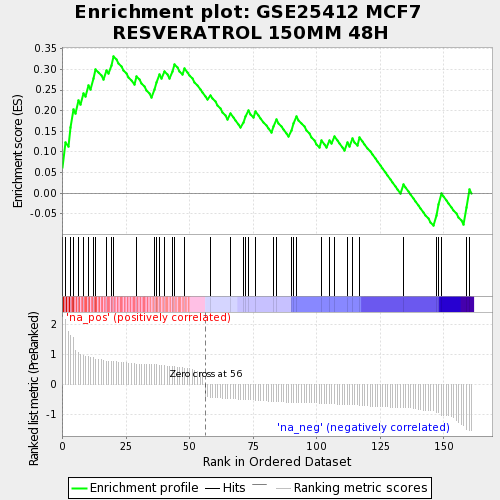 Enrichment plot: GSE25412 MCF7
RESVERATROL 150MM 48H
Enrichment score (ES)
0.35
0.30
0.25
0.20
0.15
0.10
0.05
0.00
-0.05
'na_pos' (positively correlated)
Ranked list metric (PreRanked)
2
1
0
-1
Zero cross at 56
'na_neg' (negatively correlated)
0 25 50 75 100 125 150
Rank in Ordered Dataset
Enrichment profile Hits Ranking metric scores